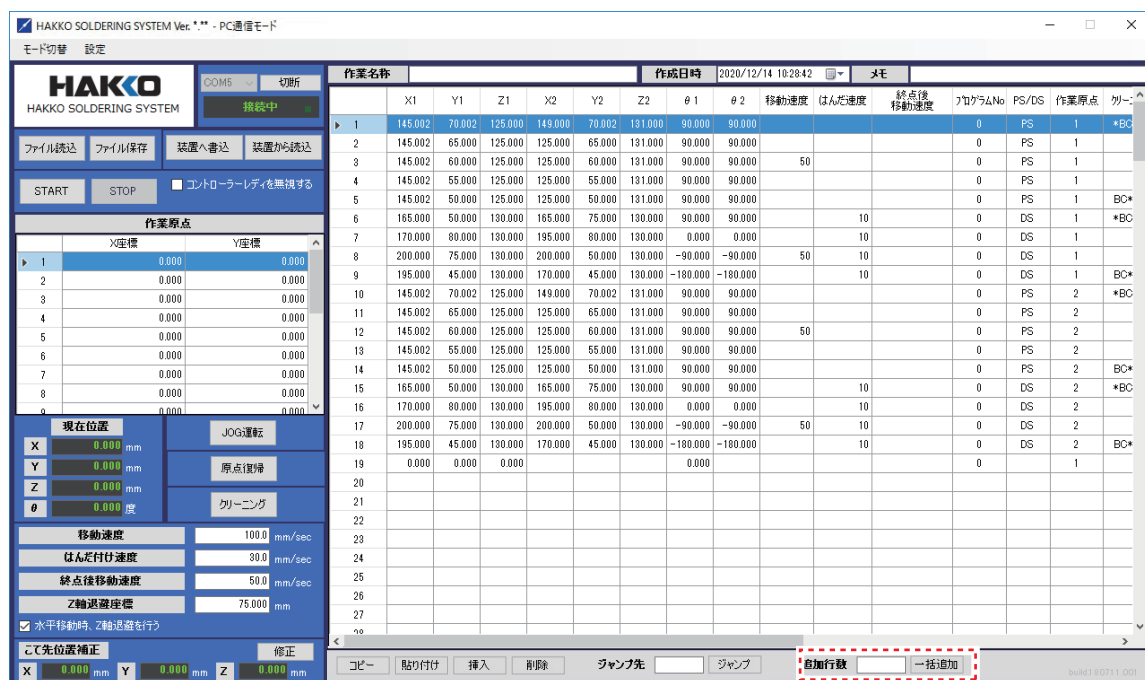 HAKKO SOLDERING SYSTEM Ver. *.** - PC通信モード
モード切替 設定
HAKKO
HAKKO SOLDERING SYSTEM
COM5 切断
接続中
ファイル読込 ファイル保存 装置へ書込 装置から読込
START STOP コントローラーレディを無視する
作業原点
X座標 Y座標
1 0.000 0.000
2 0.000 0.000
3 0.000 0.000
4 0.000 0.000
5 0.000 0.000
6 0.000 0.000
7 0.000 0.000
8 0.000 0.000
9 0.000 0.000
現在位置
X 0.000 mm
Y 0.000 mm
Z 0.000 mm
θ 0.000 度
JOG運転
原点復帰
クリーニング
移動速度 100.0 mm/sec
はんだ付け速度 30.0 mm/sec
終点後移動速度 50.0 mm/sec
Z軸退避座標 75.000 mm
水平移動時、Z軸退避を行う
こて先位置補正 修正
X 0.000 mm Y 0.000 mm Z 0.000 mm
作業名称 作成日時 2020/12/14 10:28:42 メモ
X1 Y1 Z1 X2 Y2 Z2 θ1 θ2 移動速度 はんだ速度 終点後移動速度 プログラムNo PS/DS 作業原点 クリーニ
1 145.002 70.002 125.000 149.000 70.002 131.000 90.000 90.000 0 PS 1 *BC
2 145.002 65.000 125.000 125.000 65.000 131.000 90.000 90.000 0 PS 1
3 145.002 60.000 125.000 125.000 60.000 131.000 90.000 90.000 50 0 PS 1
4 145.002 55.000 125.000 125.000 55.000 131.000 90.000 90.000 0 PS 1
5 145.002 50.000 125.000 125.000 50.000 131.000 90.000 90.000 0 PS 1 BC*
6 165.000 50.000 130.000 165.000 75.000 130.000 90.000 90.000 10 0 DS 1 *BC
7 170.000 80.000 130.000 195.000 80.000 130.000 0.000 0.000 10 0 DS 1
8 200.000 75.000 130.000 200.000 50.000 130.000 -90.000 -90.000 50 10 0 DS 1
9 195.000 45.000 130.000 170.000 45.000 130.000 -180.000 -180.000 10 0 DS 1 BC*
10 145.002 70.002 125.000 149.000 70.002 131.000 90.000 90.000 0 PS 2 *BC
11 145.002 65.000 125.000 125.000 65.000 131.000 90.000 90.000 0 PS 2
12 145.002 60.000 125.000 125.000 60.000 131.000 90.000 90.000 50 0 PS 2
13 145.002 55.000 125.000 125.000 55.000 131.000 90.000 90.000 0 PS 2
14 145.002 50.000 125.000 125.000 50.000 131.000 90.000 90.000 0 PS 2 BC*
15 165.000 50.000 130.000 165.000 75.000 130.000 90.000 90.000 10 0 DS 2 *BC
16 170.000 80.000 130.000 195.000 80.000 130.000 0.000 0.000 10 0 DS 2
17 200.000 75.000 130.000 200.000 50.000 130.000 -90.000 -90.000 50 10 0 DS 2
18 195.000 45.000 130.000 170.000 45.000 130.000 -180.000 -180.000 10 0 DS 2 BC*
19 0.000 0.000 0.000 0.000 0 1
20
21
22
23
24
25
26
27
28
コピー 貼り付け 挿入 削除 ジャンプ先 ジャンプ 追加行数 一括追加
build1.80711.001